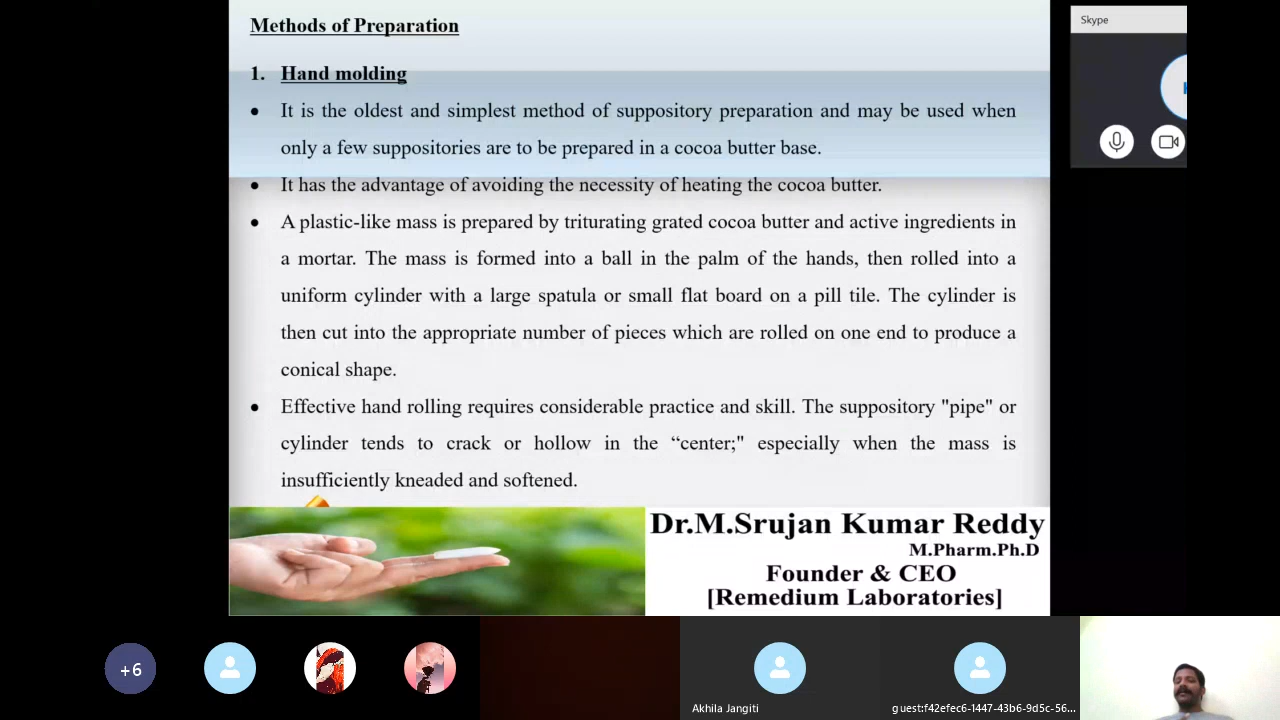 Methods of Preparation
Skype
1. Hand molding
• It is the oldest and simplest method of suppository preparation and may be used when
only a few suppositories are to be prepared in a cocoa butter base.
• It has the advantage of avoiding the necessity of heating the cocoa butter.
• A plastic-like mass is prepared by triturating grated cocoa butter and active ingredients in
a mortar. The mass is formed into a ball in the palm of the hands, then rolled into a
uniform cylinder with a large spatula or small flat board on a pill tile. The cylinder is
then cut into the appropriate number of pieces which are rolled on one end to produce a
conical shape.
• Effective hand rolling requires considerable practice and skill. The suppository "pipe" or
cylinder tends to crack or hollow in the “center;" especially when the mass is
insufficiently kneaded and softened.
Dr.M.Srujan Kumar Reddy
M.Pharm.Ph.D
Founder & CEO
[Remedium Laboratories]
+6
Akhila Jangiti
guest:f42efec6-1447-43b6-9d5c-56...